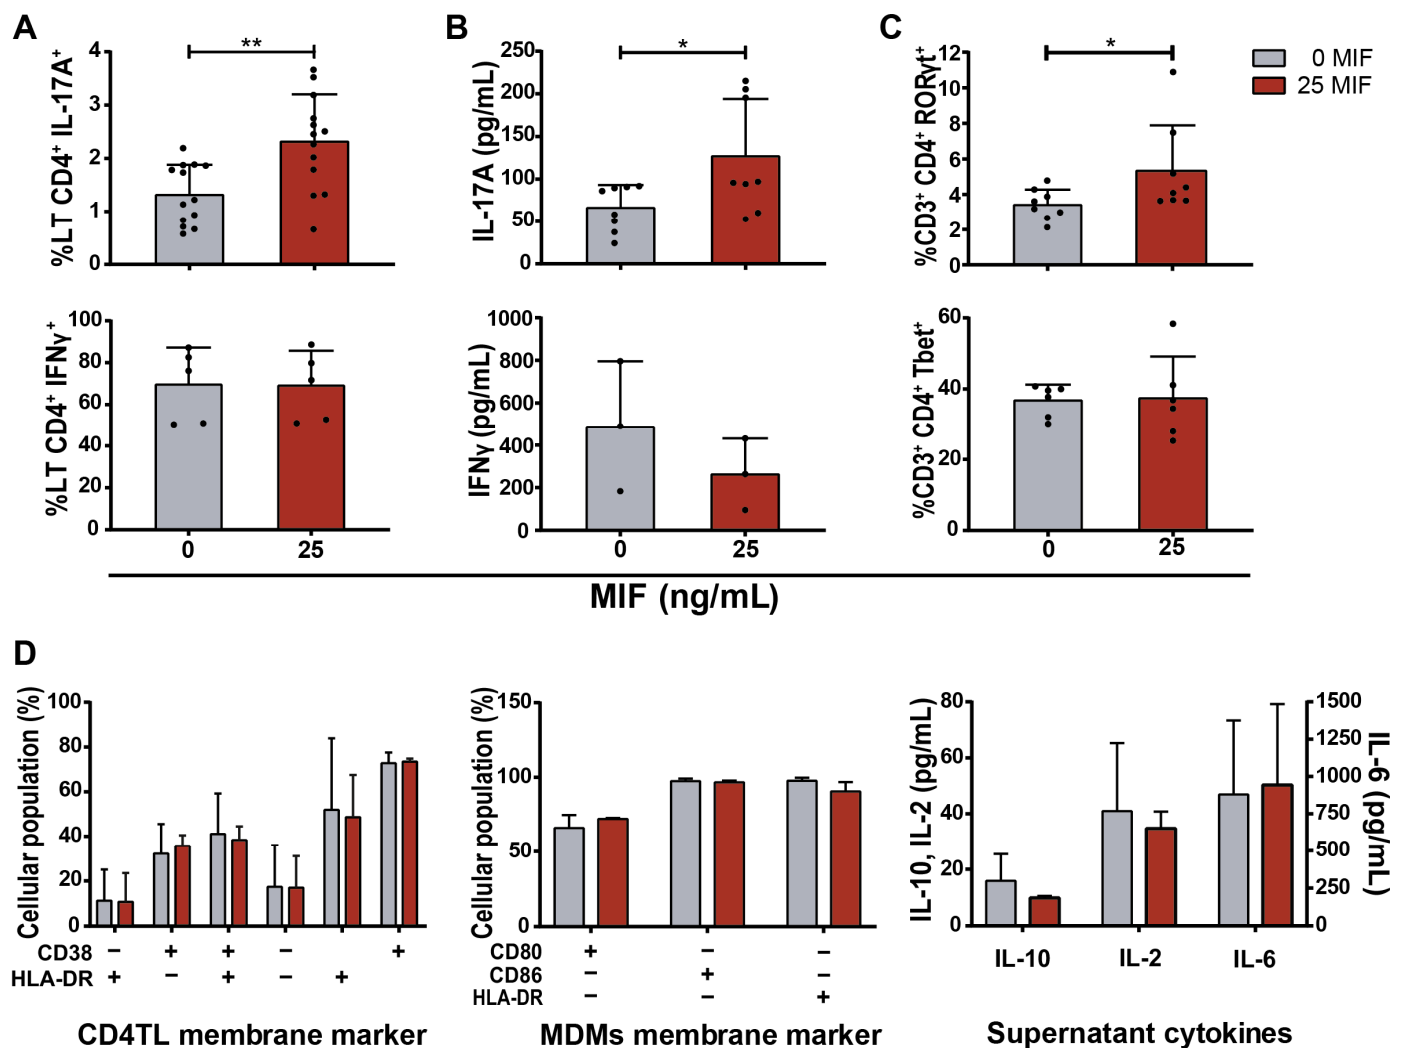 A
B
C
0 MIF
25 MIF
%LT CD4+ IL-17A+
4
3
2
1
0
**
IL-17A (pg/mL)
250
200
150
100
50
0
*
%CD3+ CD4+ RORγt+
12
10
8
6
4
2
0
*
%LT CD4+ IFNγ+
100
80
60
40
20
0
0
25
IFNγ (pg/mL)
1000
800
600
400
200
0
0
25
%CD3+ CD4+ Tbet+
60
40
20
0
0
25
MIF (ng/mL)
D
Cellular population (%)
100
80
60
40
20
0
CD38 − + + − +
HLA-DR + − + − +
CD4TL membrane marker
Cellular population (%)
150
100
50
0
CD80 + − −
CD86 − + −
HLA-DR − − +
MDMs membrane marker
IL-10, IL-2 (pg/mL)
80
60
40
20
0
1500
1250
1000
750
500
250
0
IL-6 (pg/mL)
IL-10
IL-2
IL-6
Supernatant cytokines